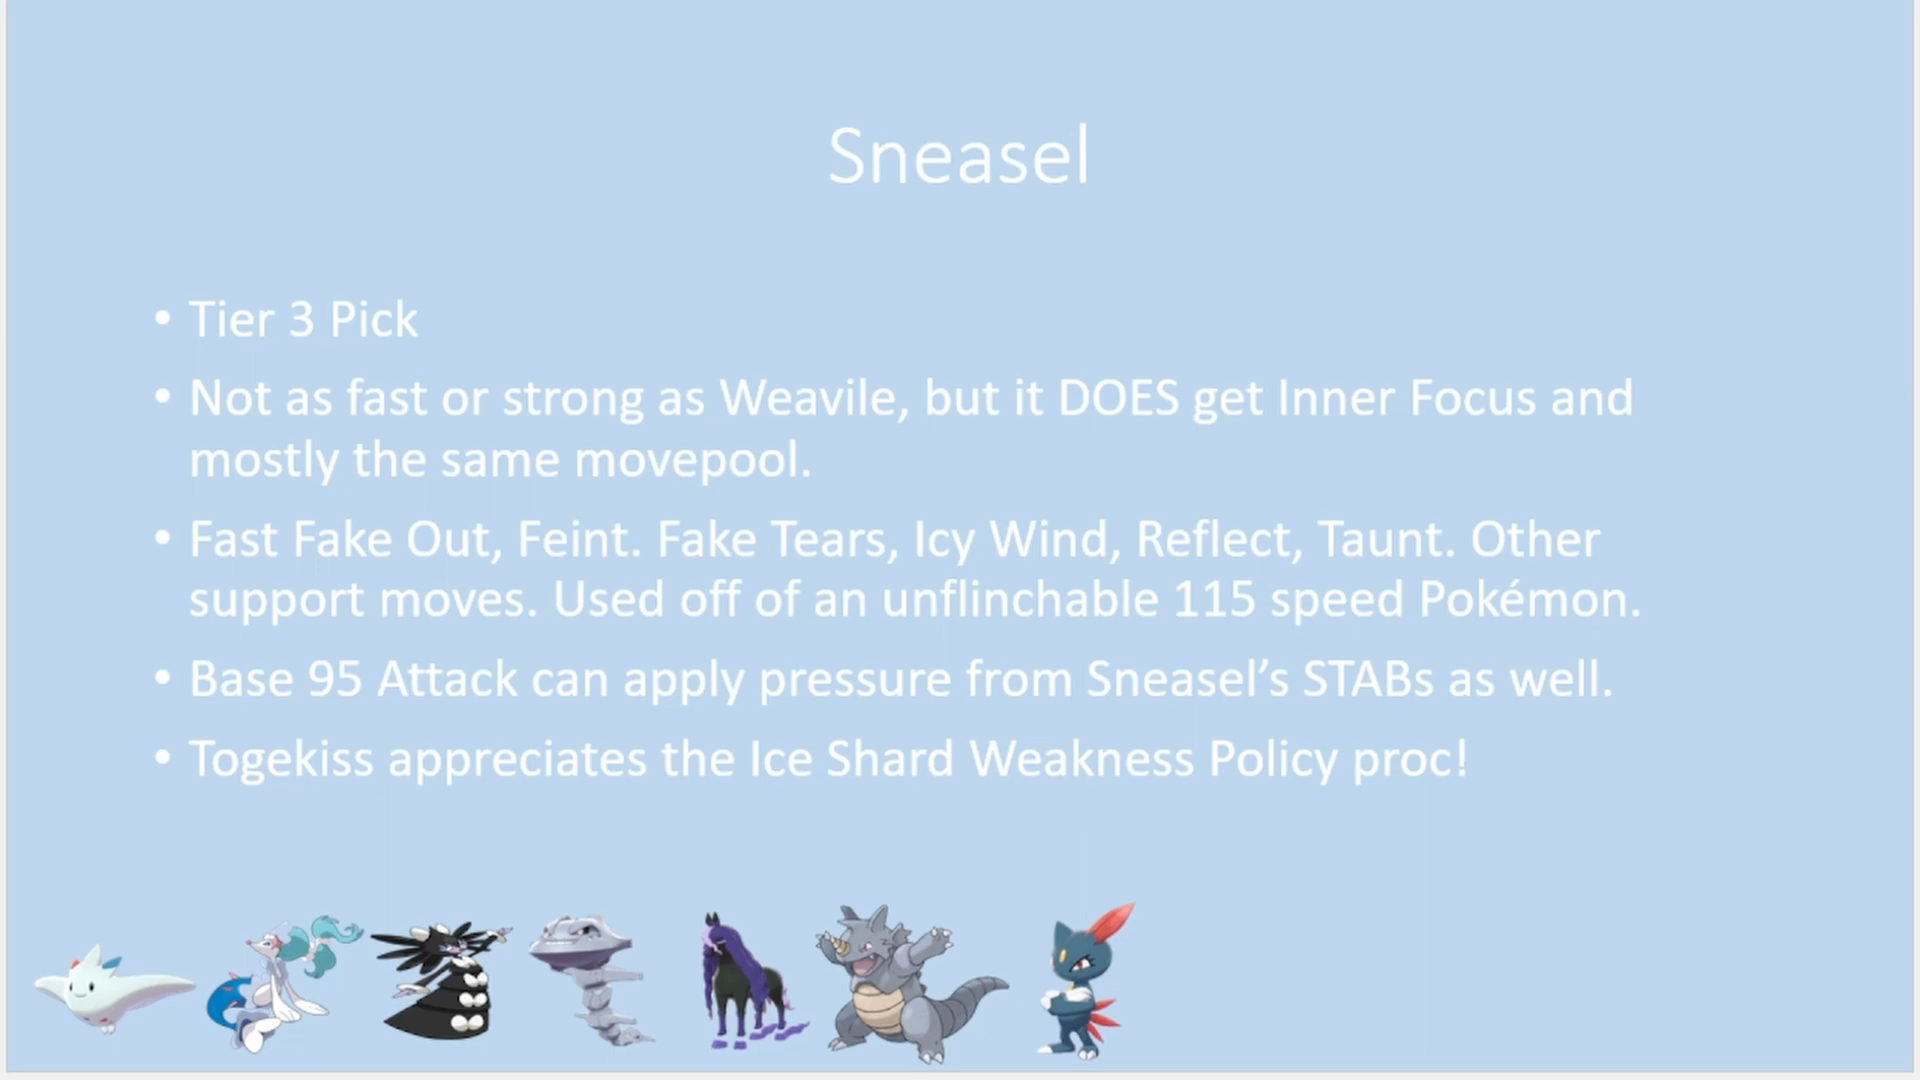 Sneasel
• Tier 3 Pick
• Not as fast or strong as Weavile, but it DOES get Inner Focus and
mostly the same movepool.
• Fast Fake Out, Feint. Fake Tears, Icy Wind, Reflect, Taunt. Other
support moves. Used off of an unflinchable 115 speed Pokémon.
• Base 95 Attack can apply pressure from Sneasel’s STABs as well.
• Togekiss appreciates the Ice Shard Weakness Policy proc!